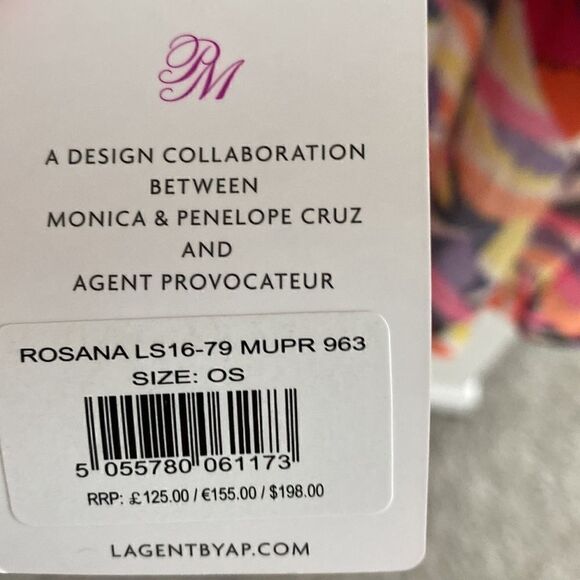 PM
A DESIGN COLLABORATION
BETWEEN
MONICA & PENELOPE CRUZ
AND
AGENT PROVOCATEUR
ROSANA LS16-79 MUPR 963
SIZE: OS
5 055780 061173
RRP: £125.00 / €155.00 / $198.00
LAGENTBYAP.COM